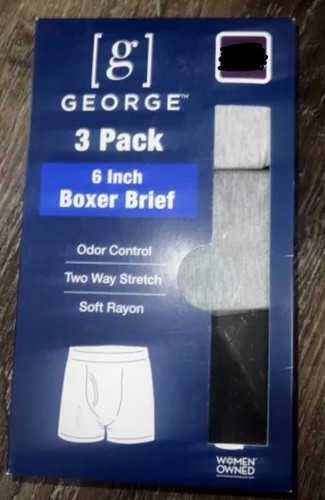 [g]
GEORGE™
3 Pack
6 Inch
Boxer Brief
Odor Control
Two Way Stretch
Soft Rayon
WOMEN
OWNED